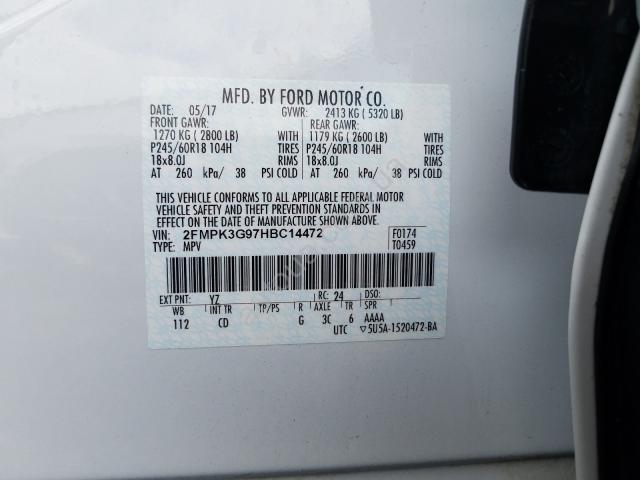 MFD. BY FORD MOTOR CO.
DATE: 05/17 GVWR: 2413 KG ( 5320 LB)
FRONT GAWR: REAR GAWR:
1270 KG ( 2800 LB) WITH 1179 KG ( 2600 LB) WITH
P245/60R18 104H TIRES P245/60R18 104H TIRES
18x8.0J RIMS 18x8.0J RIMS
AT 260 kPa/ 38 PSI COLD AT 260 kPa/ 38 PSI COLD
THIS VEHICLE CONFORMS TO ALL APPLICABLE FEDERAL MOTOR
VEHICLE SAFETY AND THEFT PREVENTION STANDARDS IN
EFFECT ON THE DATE OF MANUFACTURE SHOWN ABOVE.
VIN: 2FMPK3G97HBC14472 F0174
TYPE: MPV T0459
EXT PNT: YZ RC: 24 DSO:
WB INT TR TP/PS R AXLE TR SPR
112 CD G 3C 6 AAAA
UTC ▽5U5A-1520472-BA